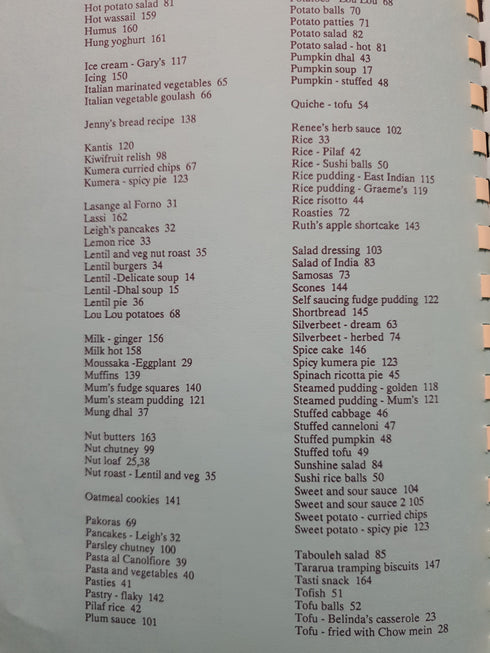 Hot potato salad 81
Hot wassail 159
Humus 160
Hung yoghurt 161
Ice cream - Gary's 117
Icing 150
Italian marinated vegetables 65
Italian vegetable goulash 66
Jenny's bread recipe 138
Kantis 120
Kiwifruit relish 98
Kumera curried chips 67
Kumera - spicy pie 123
Lasange al Forno 31
Lassi 162
Leigh's pancakes 32
Lemon rice 33
Lentil and veg nut roast 35
Lentil burgers 34
Lentil -Delicate soup 14
Lentil -Dhal soup 15
Lentil pie 36
Lou Lou potatoes 68
Milk - ginger 156
Milk hot 158
Moussaka -Eggplant 29
Muffins 139
Mum's fudge squares 140
Mum's steam pudding 121
Mung dhal 37
Nut butters 163
Nut chutney 99
Nut loaf 25,38
Nut roast - Lentil and veg 35
Oatmeal cookies 141
Pakoras 69
Pancakes - Leigh's 32
Parsley chutney 100
Pasta al Canolfiore 39
Pasta and vegetables 40
Pasties 41
Pastry - flaky 142
Pilaf rice 42
Plum sauce 101
Potatoes - Lou Lou 68
Potato balls 70
Potato patties 71
Potato salad 82
Potato salad - hot 81
Pumpkin dhal 43
Pumpkin soup 17
Pumpkin - stuffed 48
Quiche - tofu 54
Renee's herb sauce 102
Rice 33
Rice - Pilaf 42
Rice - Sushi balls 50
Rice pudding - East Indian 115
Rice pudding - Graeme's 119
Rice risotto 44
Roasties 72
Ruth's apple shortcake 143
Salad dressing 103
Salad of India 83
Samosas 73
Scones 144
Self saucing fudge pudding 122
Shortbread 145
Silverbeet - dream 63
Silverbeet - herbed 74
Spice cake 146
Spicy kumera pie 123
Spinach ricotta pie 45
Steamed pudding - golden 118
Steamed pudding - Mum's 121
Stuffed cabbage 46
Stuffed canneloni 47
Stuffed pumpkin 48
Stuffed tofu 49
Sunshine salad 84
Sushi rice balls 50
Sweet and sour sauce 104
Sweet and sour sauce 2 105
Sweet potato - curried chips
Sweet potato - spicy pie 123
Tabouleh salad 85
Tararua tramping biscuits 147
Tasti snack 164
Tofish 51
Tofu balls 52
Tofu - Belinda's casserole 23
Tofu - fried with Chow mein 28